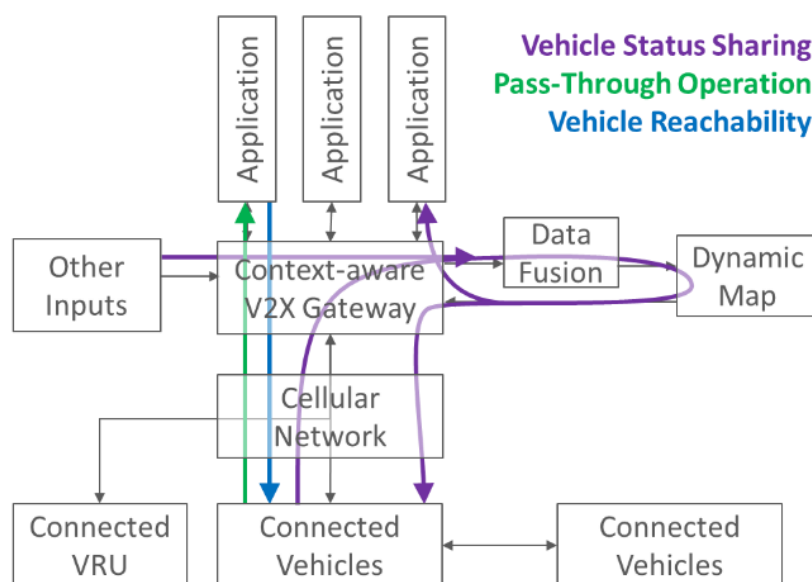 Vehicle Status Sharing
Pass-Through Operation
Vehicle Reachability
Application
Application
Application
Other
Inputs
Context-aware
V2X Gateway
Data
Fusion
Dynamic
Map
Cellular
Network
Connected
VRU
Connected
Vehicles
Connected
Vehicles